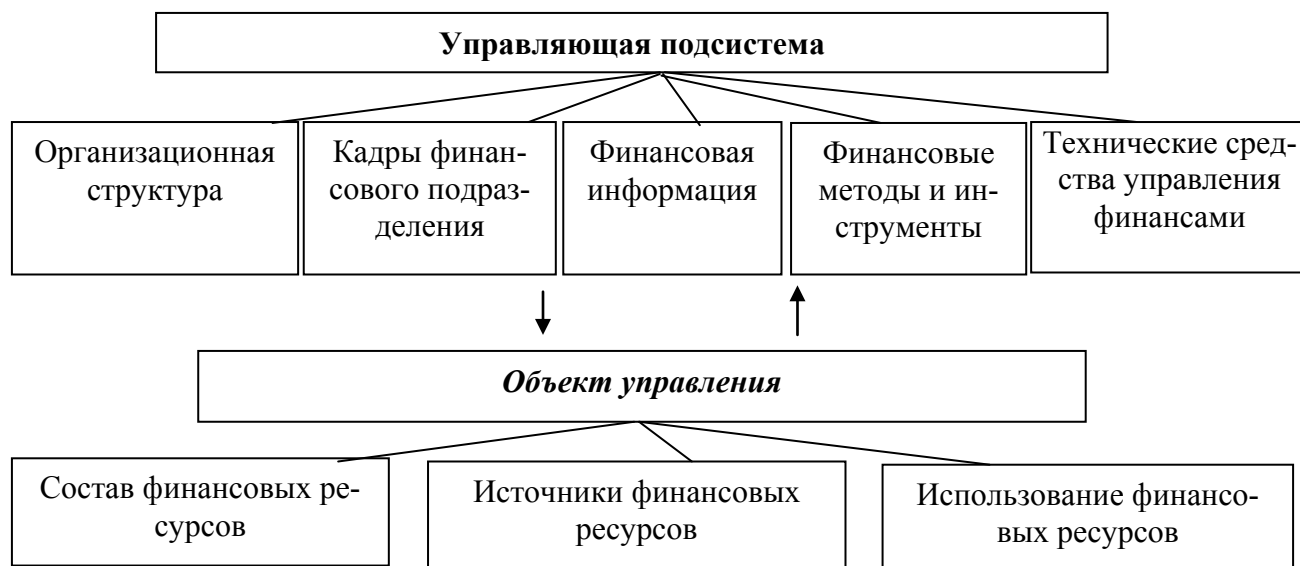 Управляющая подсистема
Организационная
структура
Кадры финан-
сового подраз-
деления
Финансовая
информация
Финансовые
методы и ин-
струменты
Технические сред-
ства управления
финансами
Объект управления
Состав финансовых ре-
сурсов
Источники финансовых
ресурсов
Использование финансо-
вых ресурсов